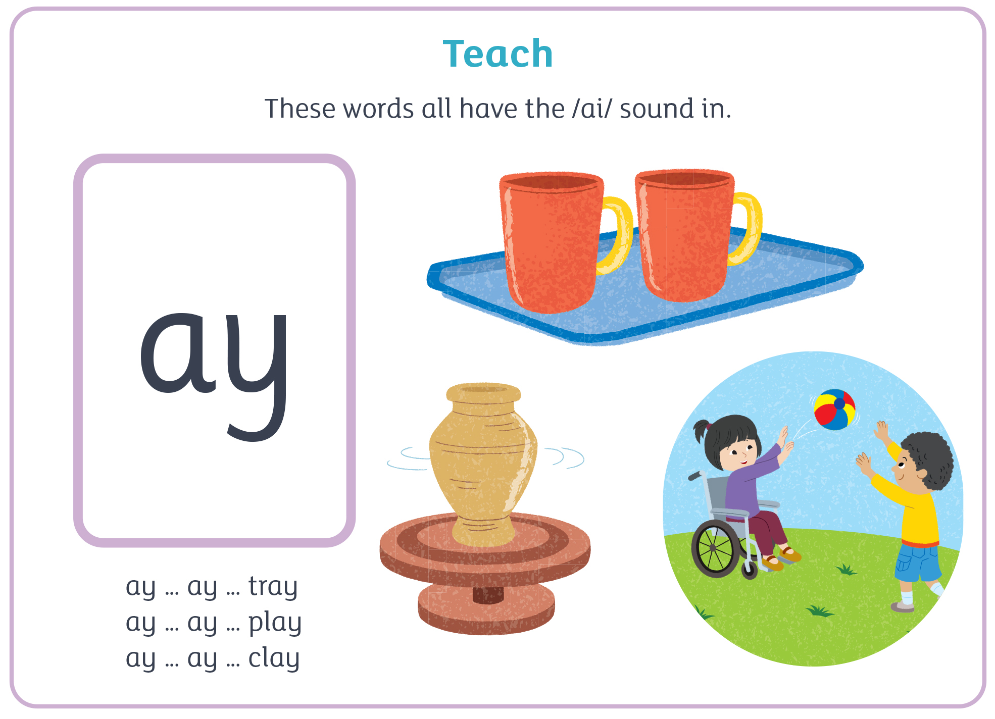 Teach
These words all have the /ai/ sound in.
ay
ay ... ay ... tray
ay ... ay ... play
ay ... ay ... clay